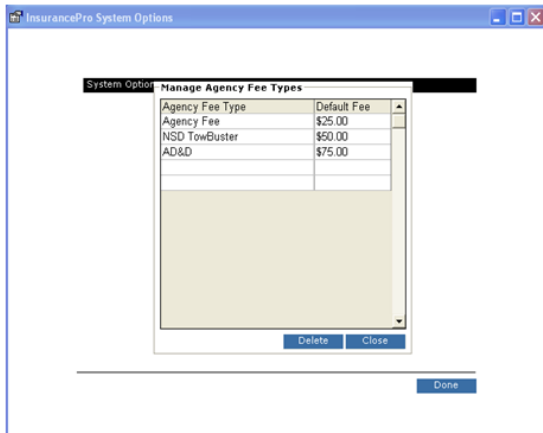 InsurancePro System Options
System Option
Manage Agency Fee Types
Agency Fee Type Default Fee
Agency Fee $25.00
NSD TowBuster $50.00
AD&D $75.00
Delete Close
Done